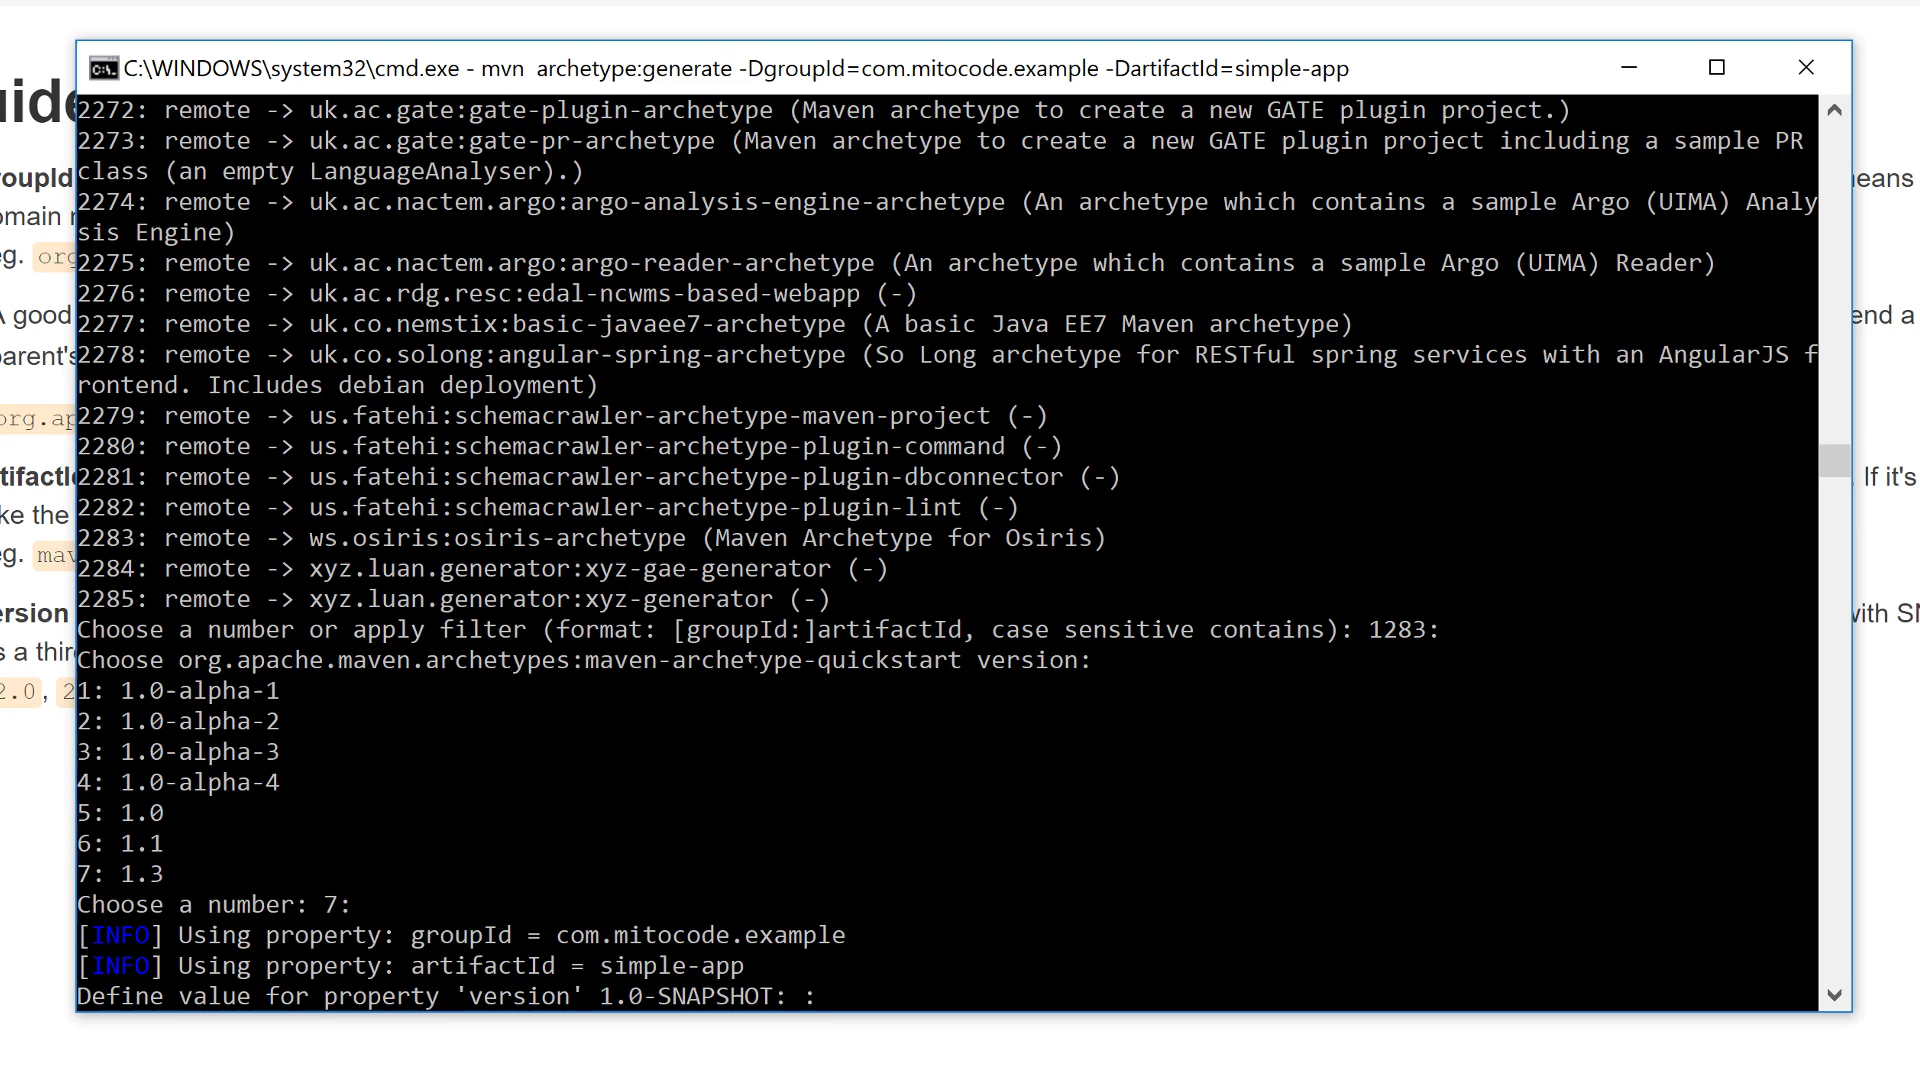 C:\WINDOWS\system32\cmd.exe - mvn  archetype:generate -DgroupId=com.mitocode.example -DartifactId=simple-app
2272: remote -> uk.ac.gate:gate-plugin-archetype (Maven archetype to create a new GATE plugin project.)
2273: remote -> uk.ac.gate:gate-pr-archetype (Maven archetype to create a new GATE plugin project including a sample PR
class (an empty LanguageAnalyser).)
2274: remote -> uk.ac.nactem.argo:argo-analysis-engine-archetype (An archetype which contains a sample Argo (UIMA) Analy
sis Engine)
2275: remote -> uk.ac.nactem.argo:argo-reader-archetype (An archetype which contains a sample Argo (UIMA) Reader)
2276: remote -> uk.ac.rdg.resc:edal-ncwms-based-webapp (-)
2277: remote -> uk.co.nemstix:basic-javaee7-archetype (A basic Java EE7 Maven archetype)
2278: remote -> uk.co.solong:angular-spring-archetype (So Long archetype for RESTful spring services with an AngularJS f
rontend. Includes debian deployment)
2279: remote -> us.fatehi:schemacrawler-archetype-maven-project (-)
2280: remote -> us.fatehi:schemacrawler-archetype-plugin-command (-)
2281: remote -> us.fatehi:schemacrawler-archetype-plugin-dbconnector (-)
2282: remote -> us.fatehi:schemacrawler-archetype-plugin-lint (-)
2283: remote -> ws.osiris:osiris-archetype (Maven Archetype for Osiris)
2284: remote -> xyz.luan.generator:xyz-gae-generator (-)
2285: remote -> xyz.luan.generator:xyz-generator (-)
Choose a number or apply filter (format: [groupId:]artifactId, case sensitive contains): 1283:
Choose org.apache.maven.archetypes:maven-archetype-quickstart version:
1: 1.0-alpha-1
2: 1.0-alpha-2
3: 1.0-alpha-3
4: 1.0-alpha-4
5: 1.0
6: 1.1
7: 1.3
Choose a number: 7:
[INFO] Using property: groupId = com.mitocode.example
[INFO] Using property: artifactId = simple-app
Define value for property 'version' 1.0-SNAPSHOT: :